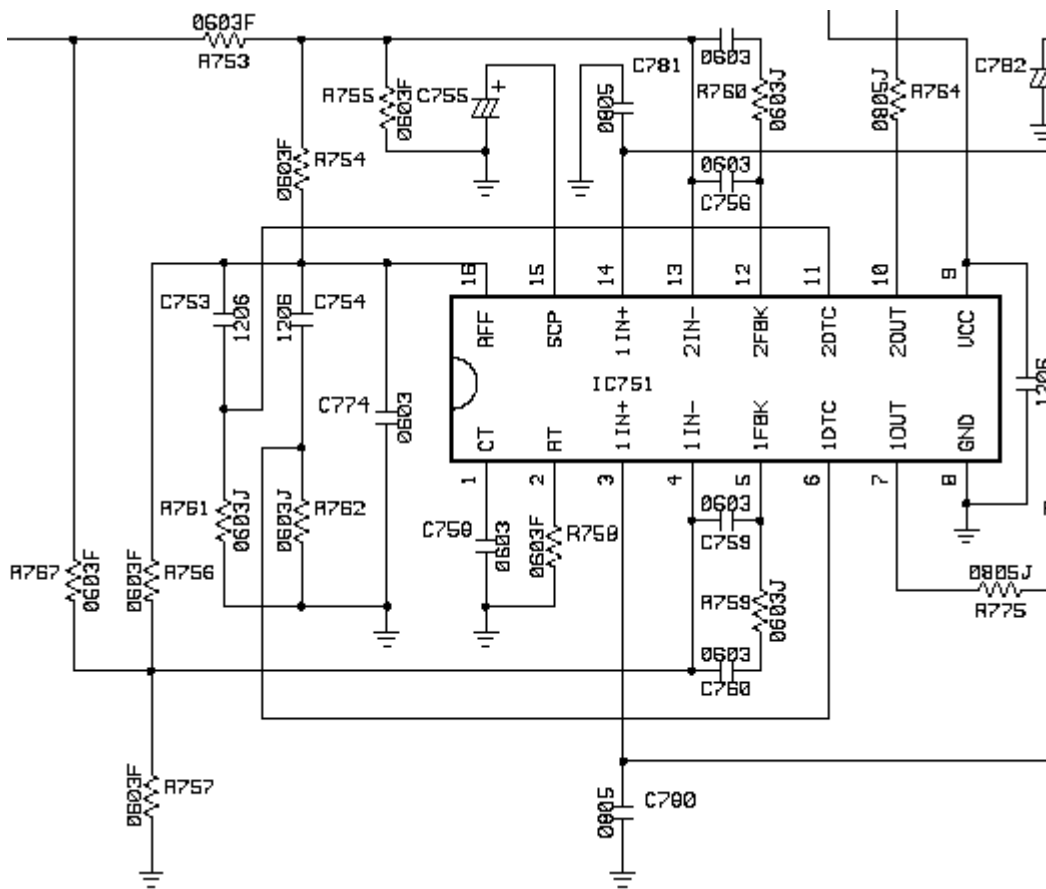 0603F
R753
0603
C781
C782
R755
0603F
C755
+
0805
R760
0603J
0805J
R764
0603F
R754
0603
C756
16
15
14
13
12
11
10
9
C753
1206
1206
C754
RFF
SCP
1IN+
2IN-
2FBK
2DTC
2OUT
VCC
IC751
1206
C774
0603
CT
RT
1IN+
1IN-
1FBK
1DTC
1OUT
GND
1
2
3
4
5
6
7
8
R761
0603J
0603J
R762
C758
0603
0603F
R758
0603
C759
R767
0603F
0603F
R756
R759
0603J
0805J
R775
0603
C760
0603F
R757
0805
C780